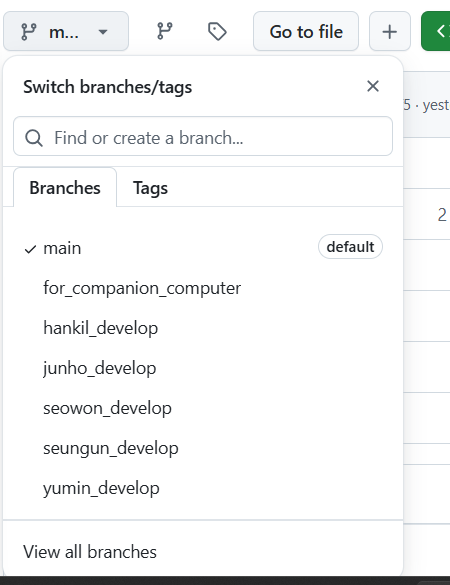 m...
Go to file
Switch branches/tags
5 · yest
Find or create a branch...
Branches
Tags
2
main
default
for_companion_computer
hankil_develop
junho_develop
seowon_develop
seungun_develop
yumin_develop
View all branches